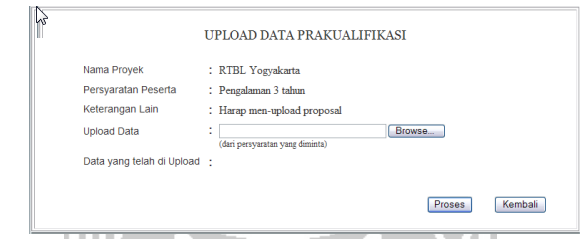 UPLOAD DATA PRAKUALIFIKASI
Nama Proyek : RTBL Yogyakarta
Persyaratan Peserta : Pengalaman 3 tahun
Keterangan Lain : Harap men-upload proposal
Upload Data : Browse...
(dari persyaratan yang diminta)
Data yang telah di Upload :
Proses Kembali